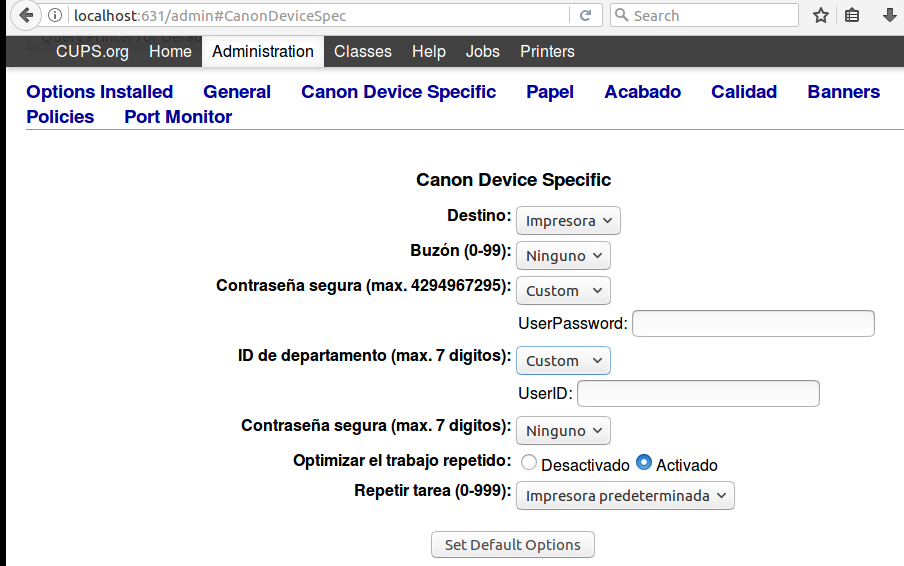 localhost:631/admin#CanonDeviceSpec Search
CUPS.org Home Administration Classes Help Jobs Printers
Options Installed General Canon Device Specific Papel Acabado Calidad Banners
Policies Port Monitor
Canon Device Specific
Destino: Impresora
Buzón (0-99): Ninguno
Contraseña segura (max. 4294967295): Custom
UserPassword:
ID de departamento (max. 7 digitos): Custom
UserID:
Contraseña segura (max. 7 digitos): Ninguno
Optimizar el trabajo repetido: Desactivado Activado
Repetir tarea (0-999): Impresora predeterminada
Set Default Options